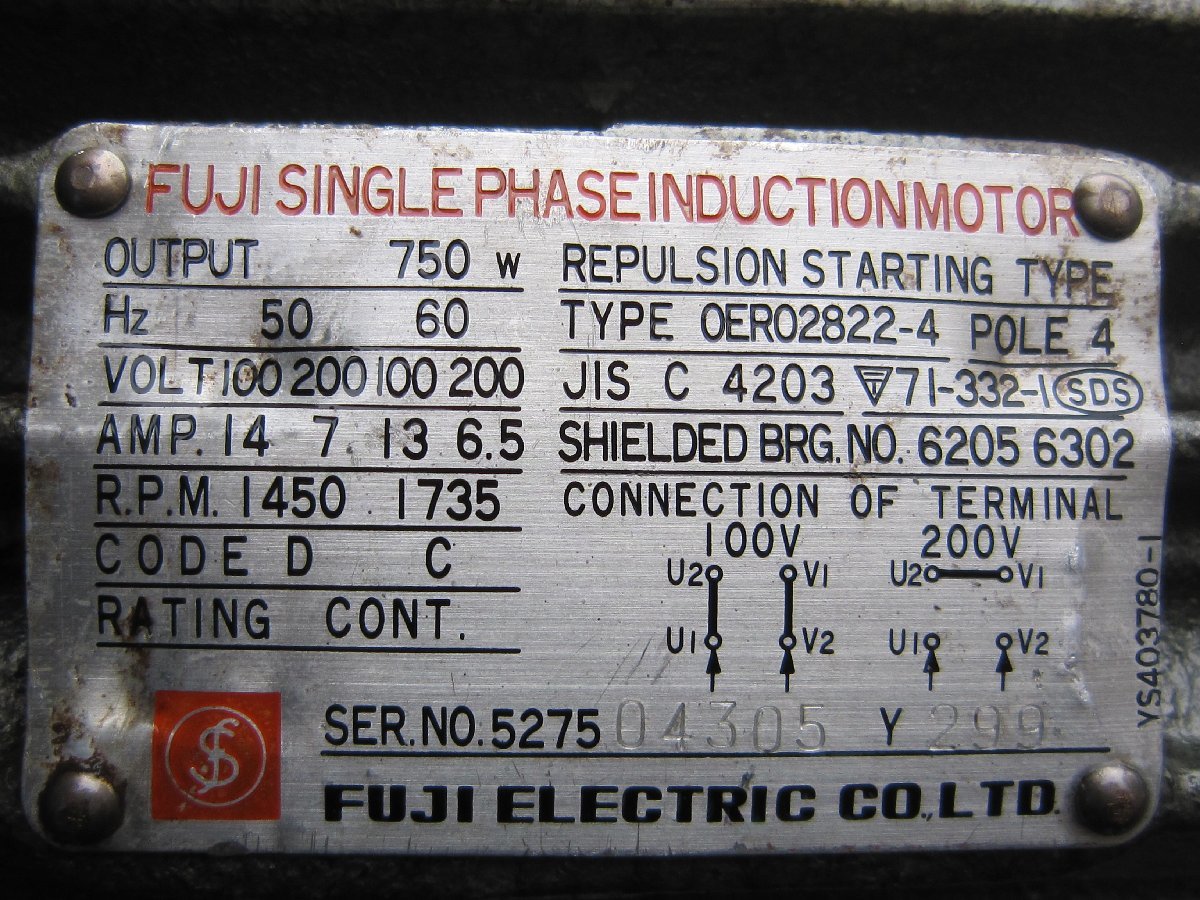 FUJI SINGLE PHASE INDUCTION MOTOR
OUTPUT 750 W
Hz 50 60
VOLT 100 200 100 200
AMP. 14 7 13 6.5
R.P.M. 1450 1735
CODE D C
RATING CONT.
REPULSION STARTING TYPE
TYPE OERO2822-4 POLE 4
JIS C 4203 T 71-332-1 SDS
SHIELDED BRG. NO. 6205 6302
CONNECTION OF TERMINAL
100V 200V
U2 V1 U2 V1
U1 V2 U1 V2
YS403780-1
SER. NO. 5275 04305 Y 299
FUJI ELECTRIC CO., LTD.